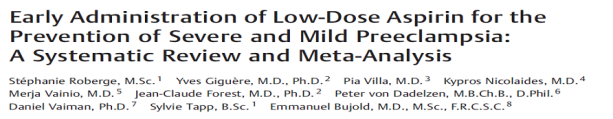 Early Administration of Low-Dose Aspirin for the
Prevention of Severe and Mild Preeclampsia:
A Systematic Review and Meta-Analysis
Stéphanie Roberge, M.Sc.1 Yves Giguère, M.D., Ph.D.2 Pia Villa, M.D.3 Kypros Nicolaides, M.D.4
Merja Vainio, M.D.5 Jean-Claude Forest, M.D., Ph.D.2 Peter von Dadelzen, M.B.Ch.B., D.Phil.6
Daniel Vaiman, Ph.D.7 Sylvie Tapp, B.Sc.1 Emmanuel Bujold, M.D., M.Sc., F.R.C.S.C.8